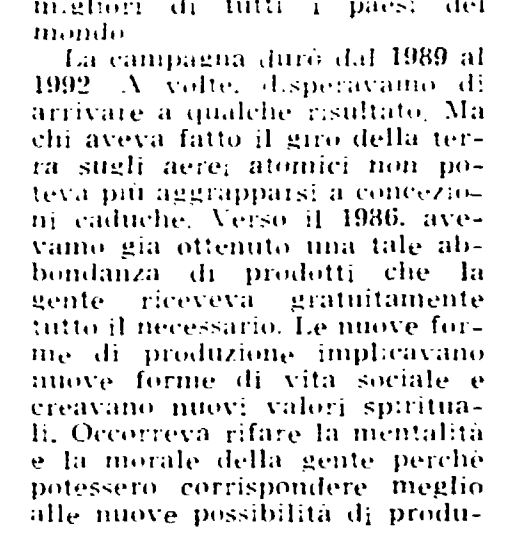 migliori di tutti i paesi del
mondo
La campagna durò dal 1989 al
1992 A volte, disperavamo di
arrivare a qualche risultato. Ma
chi aveva fatto il giro della ter-
ra sugli aerei atomici non po-
teva più aggrapparsi a concezio-
ni caduche. Verso il 1986. ave-
vamo già ottenuto una tale ab-
bondanza di prodotti che la
gente riceveva gratuitamente
tutto il necessario. Le nuove for-
me di produzione implicavano
nuove forme di vita sociale e
creavano nuovi valori spiritua-
li. Occorreva rifare la mentalità
e la morale della gente perchè
potessero corrispondere meglio
alle nuove possibilità di produ-